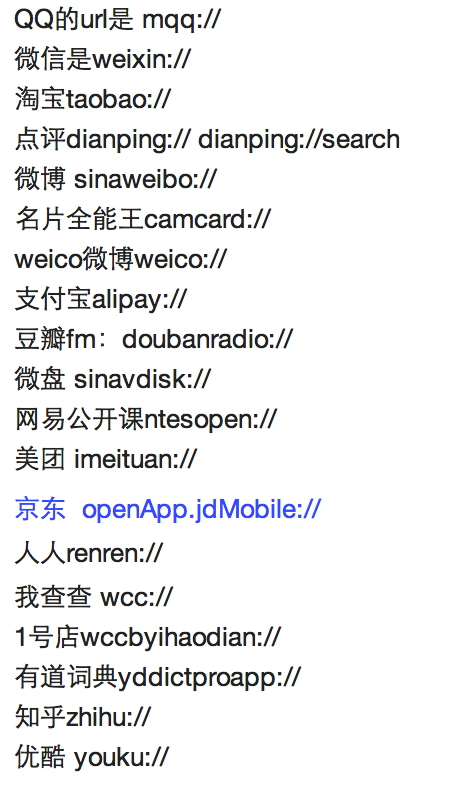 QQ的url是 mqq://
微信是weixin://
淘宝taobao://
点评dianping:// dianping://search
微博 sinaweibo://
名片全能王camcard://
weico微博weico://
支付宝alipay://
豆瓣fm：doubanradio://
微盘 sinavdisk://
网易公开课ntesopen://
美团 imeituan://
京东  openApp.jdMobile://
人人renren://
我查查 wcc://
1号店wccbyihaodian://
有道词典yddictproapp://
知乎zhihu://
优酷 youku://